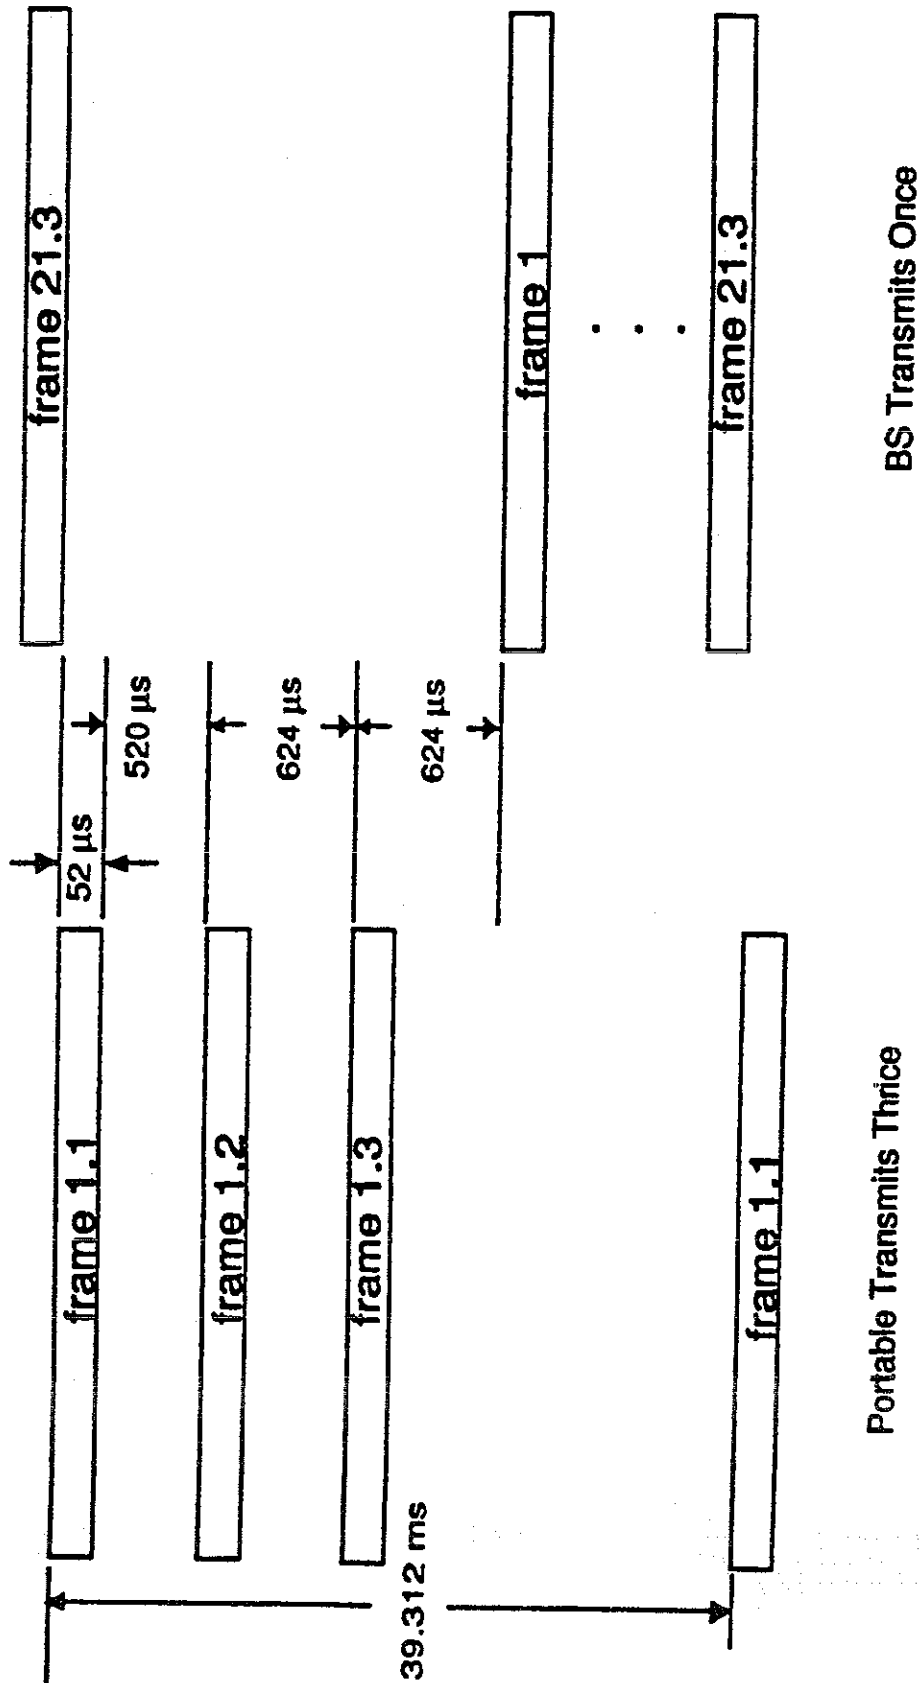 frame 21.3
frame 1
frame 21.3
BS Transmits Once
52 µs
520 µs
624 µs
624 µs
frame 1.1
frame 1.2
frame 1.3
frame 1.1
39.312 ms
Portable Transmits Thrice